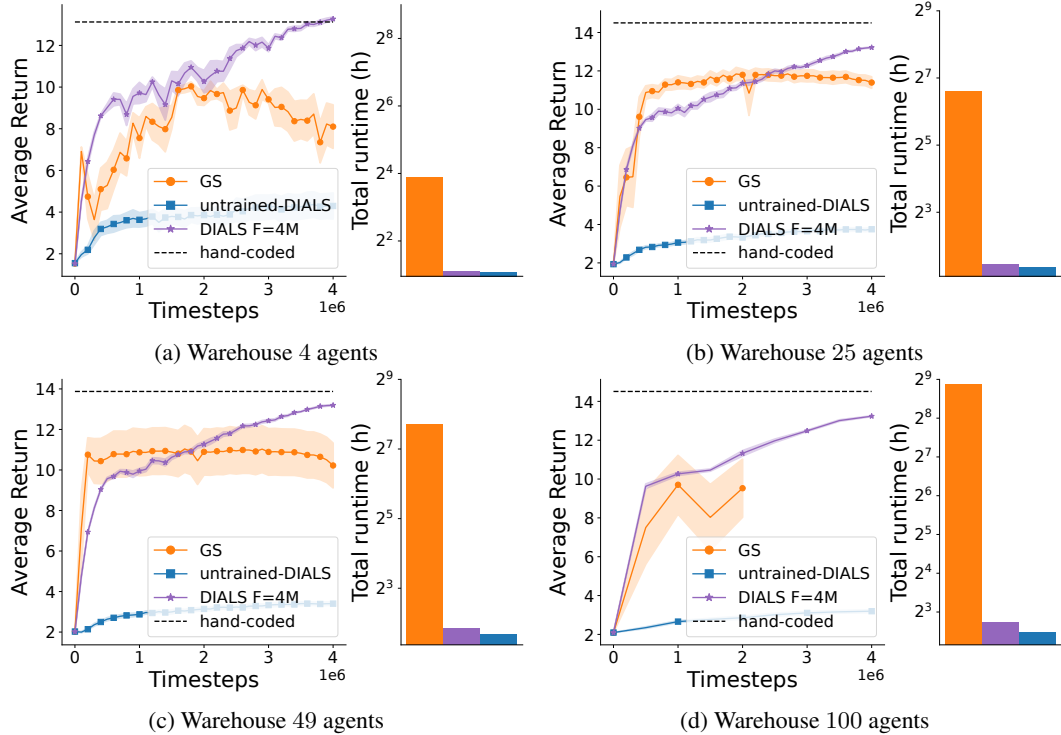 Average Return
14
12
10
8
6
4
2
0
1
2
3
4
1e6
Timesteps
GS
untrained-DIALS
DIALS F=4M
hand-coded
Total runtime (h)
2^8
2^6
2^4
2^2
(a) Warehouse 4 agents
Average Return
14
12
10
8
6
4
2
0
1
2
3
4
1e6
Timesteps
GS
untrained-DIALS
DIALS F=4M
hand-coded
Total runtime (h)
2^9
2^7
2^5
2^3
(b) Warehouse 25 agents
Average Return
14
12
10
8
6
4
2
0
1
2
3
4
1e6
Timesteps
GS
untrained-DIALS
DIALS F=4M
hand-coded
Total runtime (h)
2^9
2^7
2^5
2^3
(c) Warehouse 49 agents
Average Return
14
12
10
8
6
4
2
0
1
2
3
4
1e6
Timesteps
GS
untrained-DIALS
DIALS F=4M
hand-coded
Total runtime (h)
2^9
2^8
2^7
2^6
2^5
2^4
2^3
(d) Warehouse 100 agents